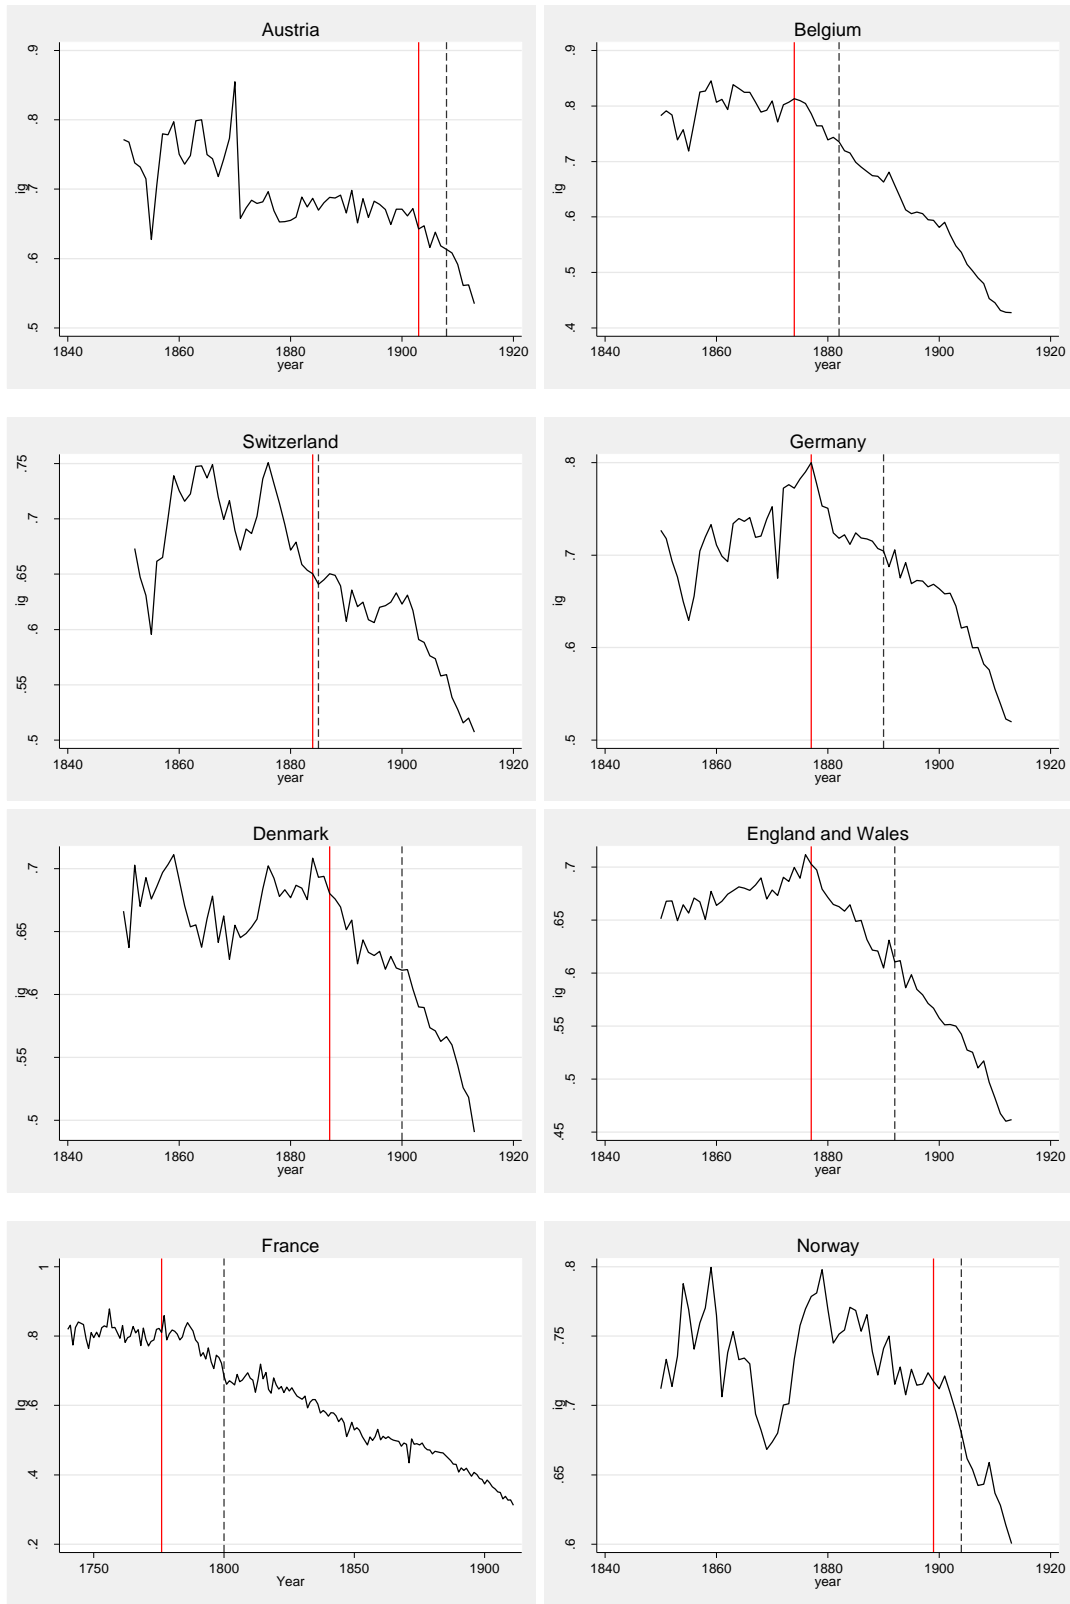 Austria
.9
.8
.7
.6
.5
ig
1840 1860 1880 1900 1920
year
Belgium
.9
.8
.7
.6
.5
.4
ig
1840 1860 1880 1900 1920
year
Switzerland
.75
.7
.65
.6
.55
.5
ig
1840 1860 1880 1900 1920
year
Germany
.8
.7
.6
.5
ig
1840 1860 1880 1900 1920
year
Denmark
.7
.65
.6
.55
.5
ig
1840 1860 1880 1900 1920
year
England and Wales
.7
.65
.6
.55
.5
.45
ig
1840 1860 1880 1900 1920
year
France
1
.8
.6
.4
.2
Ig
1750 1800 1850 1900
Year
Norway
.8
.75
.7
.65
.6
ig
1840 1860 1880 1900 1920
year